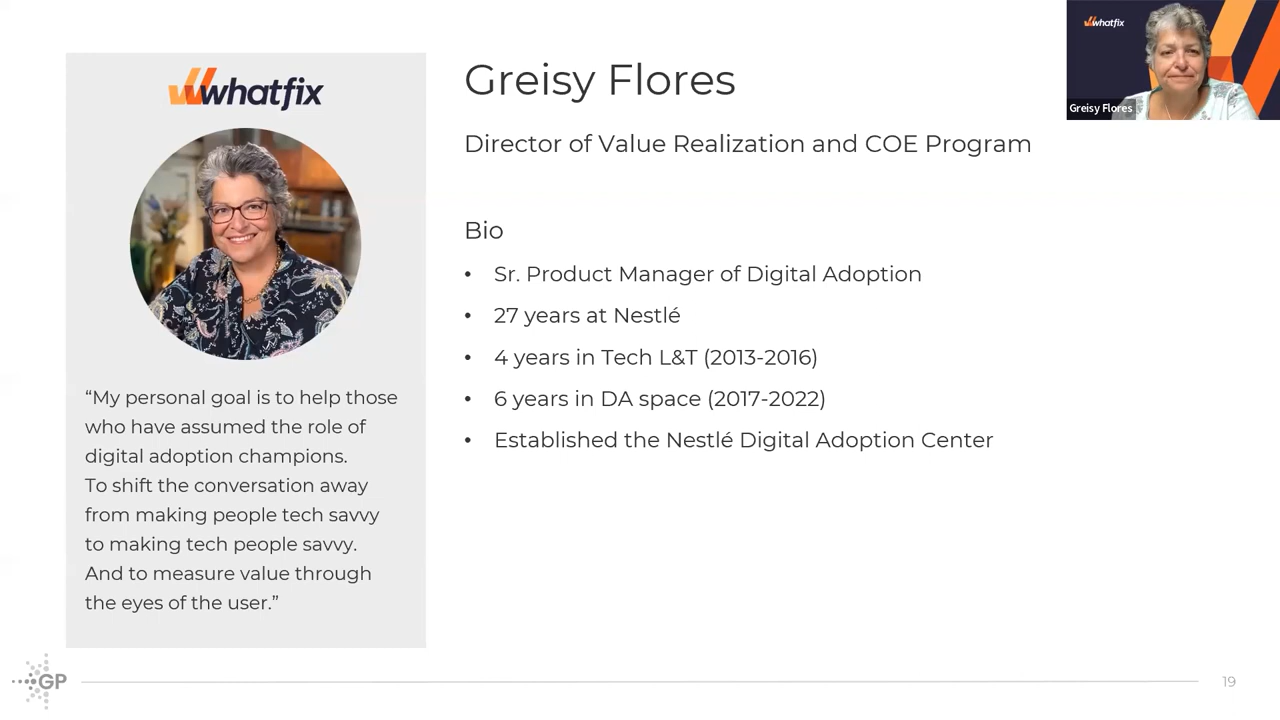 whatfix
Greisy Flores
Director of Value Realization and COE Program
Bio
• Sr. Product Manager of Digital Adoption
• 27 years at Nestlé
• 4 years in Tech L&T (2013-2016)
• 6 years in DA space (2017-2022)
• Established the Nestlé Digital Adoption Center
“My personal goal is to help those
who have assumed the role of
digital adoption champions.
To shift the conversation away
from making people tech savvy
to making tech people savvy.
And to measure value through
the eyes of the user.”
whatfix
Greisy Flores
GP
19